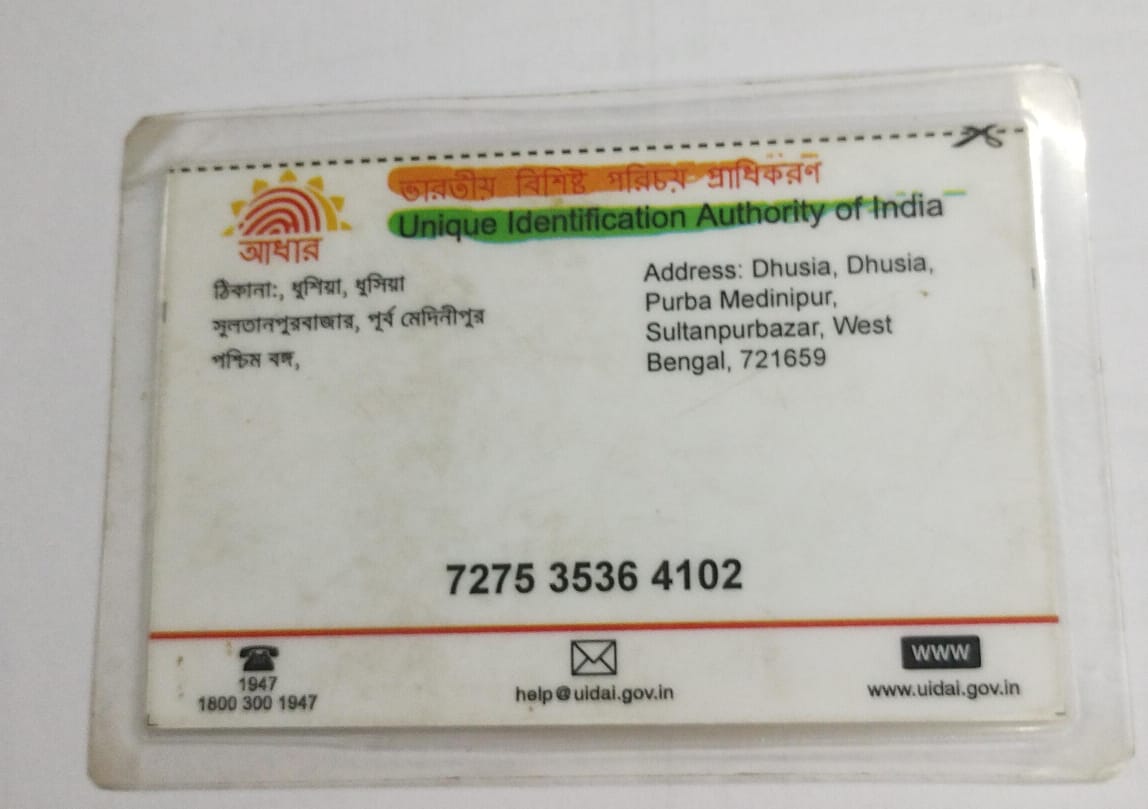 ভারতীয় বিশিষ্ট পরিচয় প্রাধিকরণ
Unique Identification Authority of India
আধার
ঠিকানা:, ধুশিয়া, ধুসিয়া
সুলতানপুরবাজার, পূর্ব মেদিনীপুর
পশ্চিম বঙ্গ,
Address: Dhusia, Dhusia,
Purba Medinipur,
Sultanpurbazar, West
Bengal, 721659
7275 3536 4102
1947
1800 300 1947
help@uidai.gov.in
WWW
www.uidai.gov.in